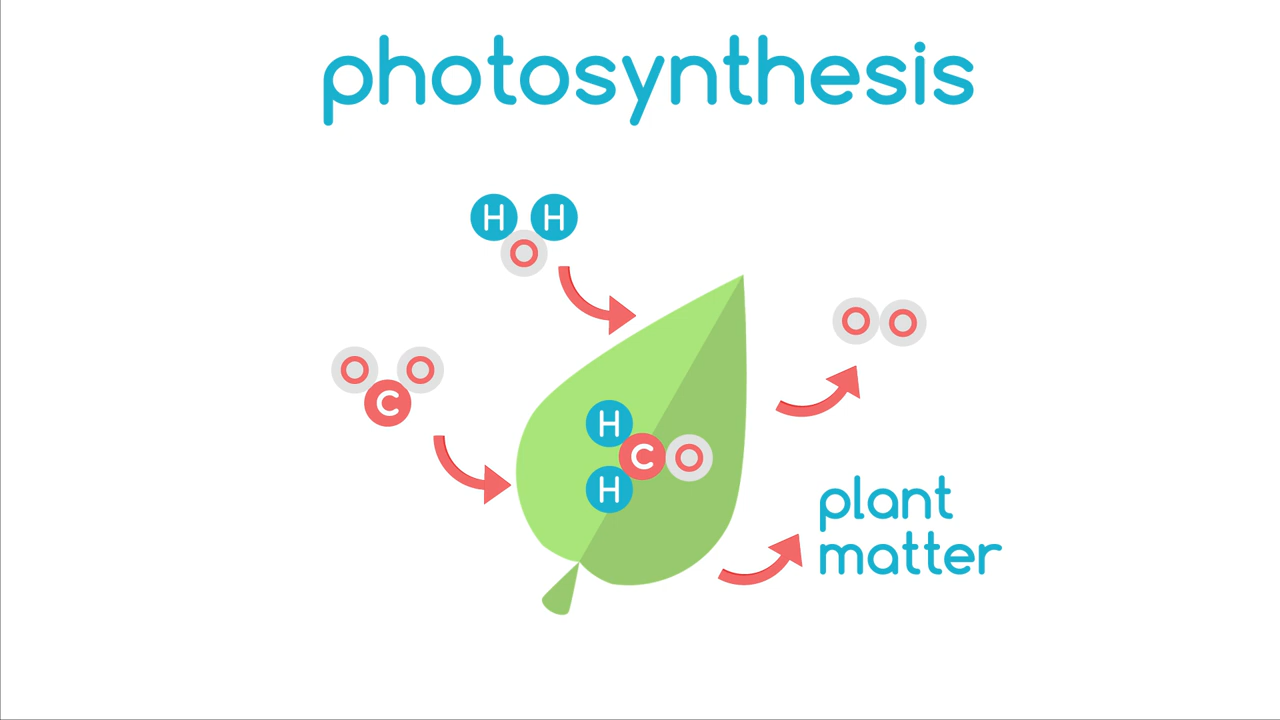 photosynthesis
H H
O
O O
C
O O
H
C O
H
plant
matter